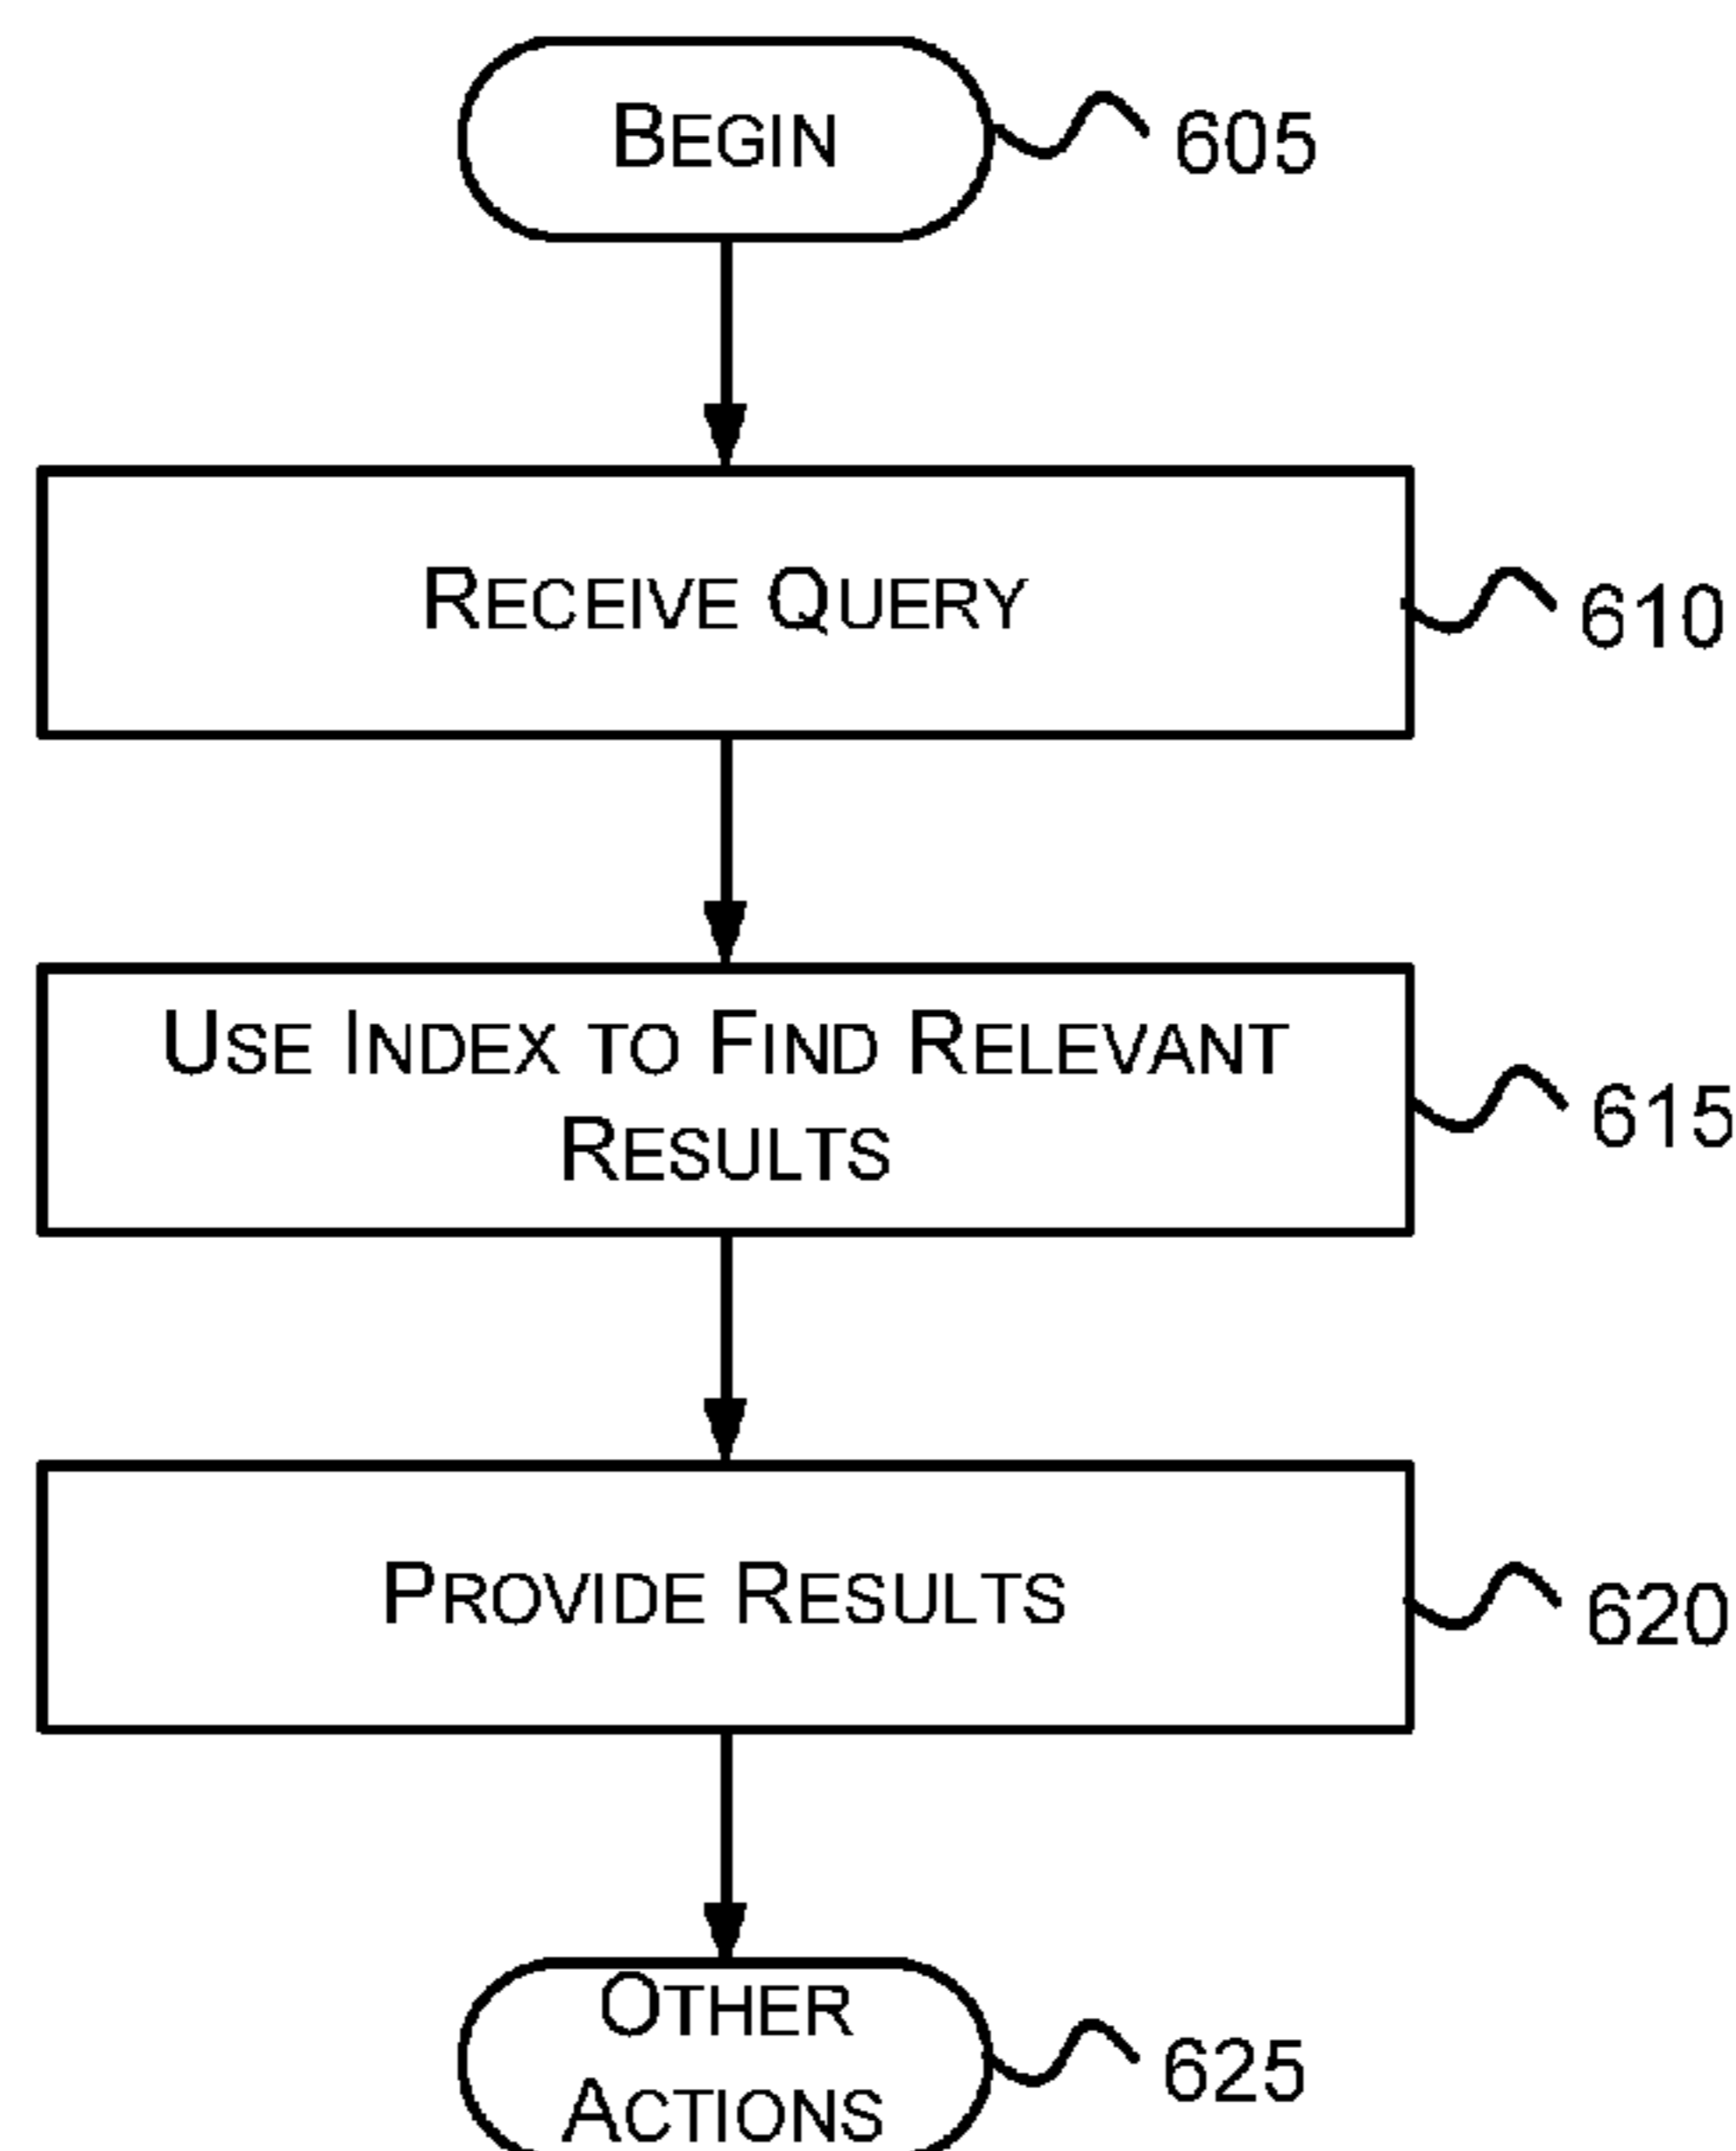 BEGIN
605
RECEIVE QUERY
610
USE INDEX TO FIND RELEVANT
RESULTS
615
PROVIDE RESULTS
620
OTHER
ACTIONS
625